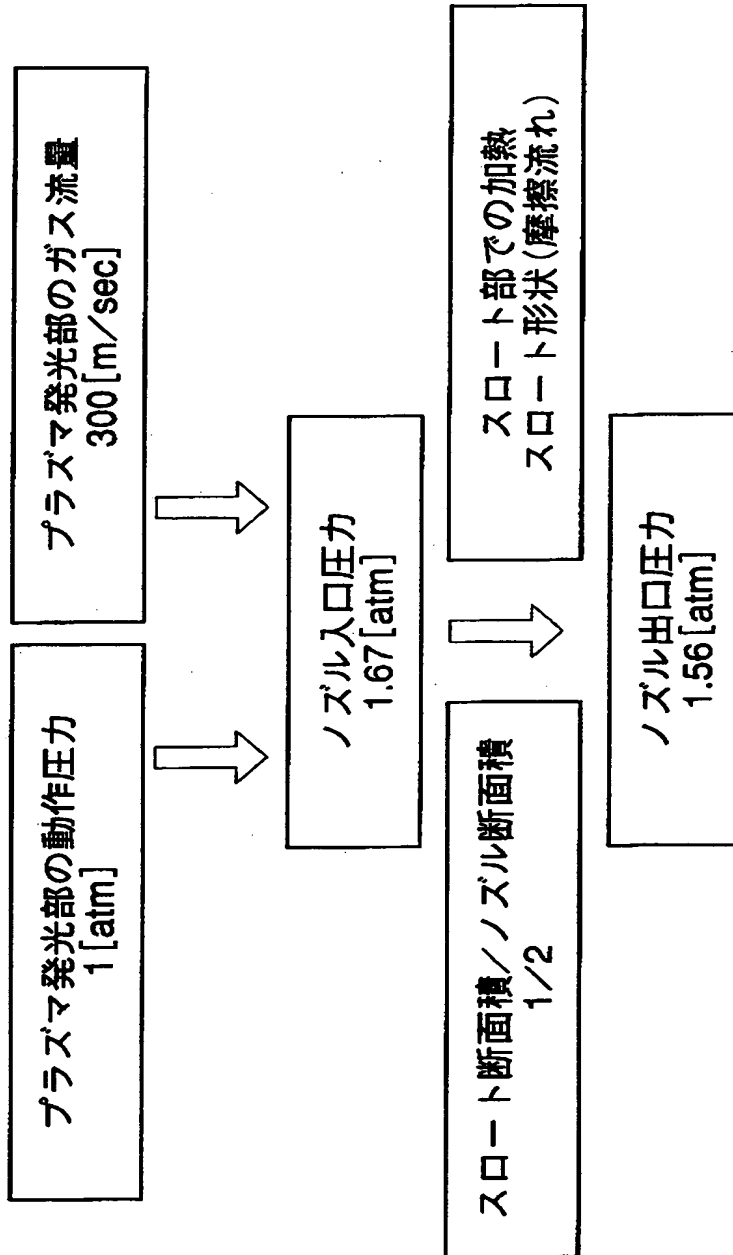 プラズマ発光部の動作圧力
1[atm]
プラズマ発光部のガス流量
300[m/sec]
ノズル入口圧力
1.67[atm]
スロート断面積／ノズル断面積
1/2
スロート部での加熱
スロート形状(摩擦流れ)
ノズル出口圧力
1.56[atm]